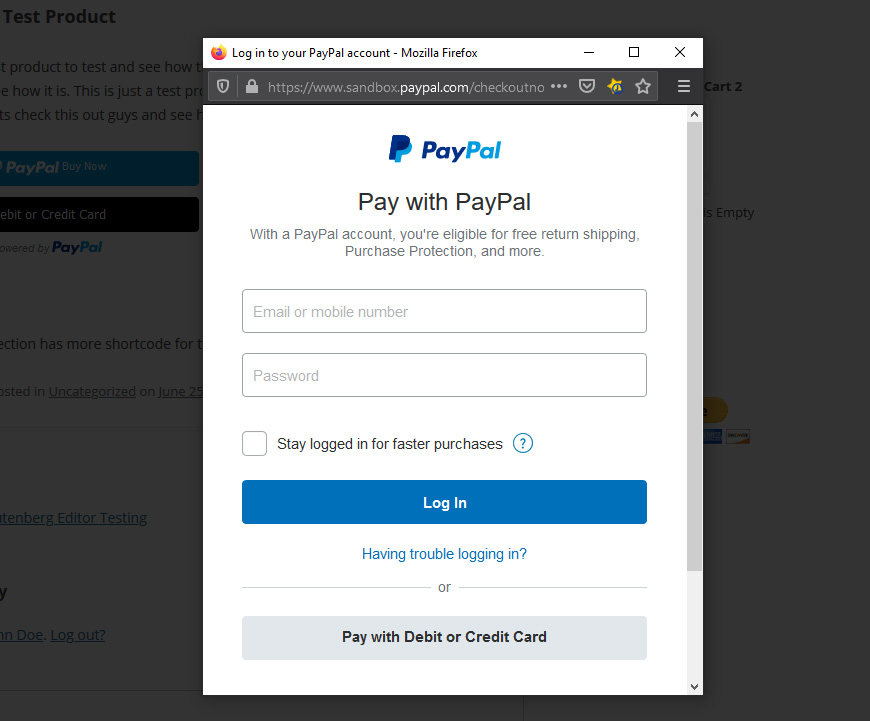 Test Product
Log in to your PayPal account - Mozilla Firefox
product to test and see how t
https://www.sandbox.paypal.com/checkoutno
e how it is. This is just a test pro
Cart 2
ts check this out guys and see h
PayPal
PayPal Buy Now
Pay with PayPal
ebit or Credit Card
is Empty
With a PayPal account, you're eligible for free return shipping,
owered by PayPal
Purchase Protection, and more.
Email or mobile number
ection has more shortcode for t
Password
osted in Uncategorized on June 25
Stay logged in for faster purchases ?
Log In
tenberg Editor Testing
Having trouble logging in?
or
y
nn Doe. Log out?
Pay with Debit or Credit Card